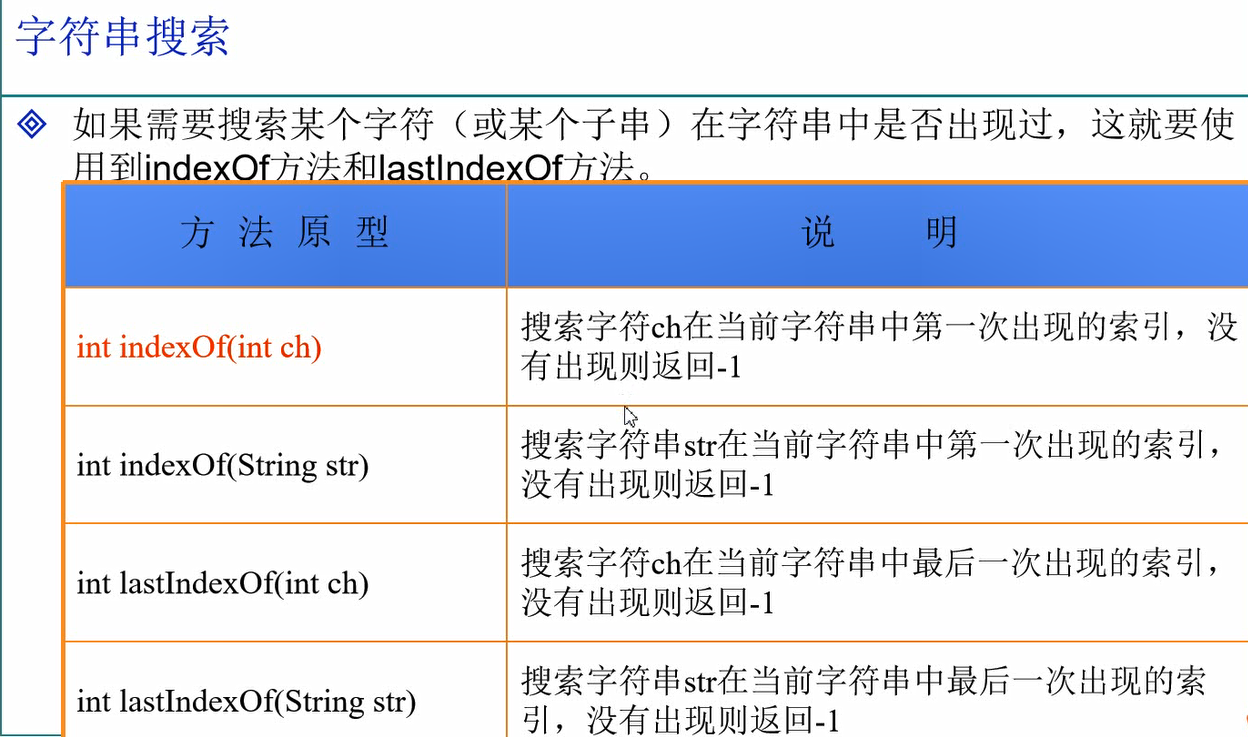 字符串搜索
如果需要搜索某个字符（或某个子串）在字符串中是否出现过，这就要使
用到indexOf方法和lastIndexOf方法。
方 法 原 型
说 明
int indexOf(int ch)
搜索字符ch在当前字符串中第一次出现的索引，没
有出现则返回-1
int indexOf(String str)
搜索字符串str在当前字符串中第一次出现的索引，
没有出现则返回-1
int lastIndexOf(int ch)
搜索字符ch在当前字符串中最后一次出现的索引，
没有出现则返回-1
int lastIndexOf(String str)
搜索字符串str在当前字符串中最后一次出现的索
引，没有出现则返回-1